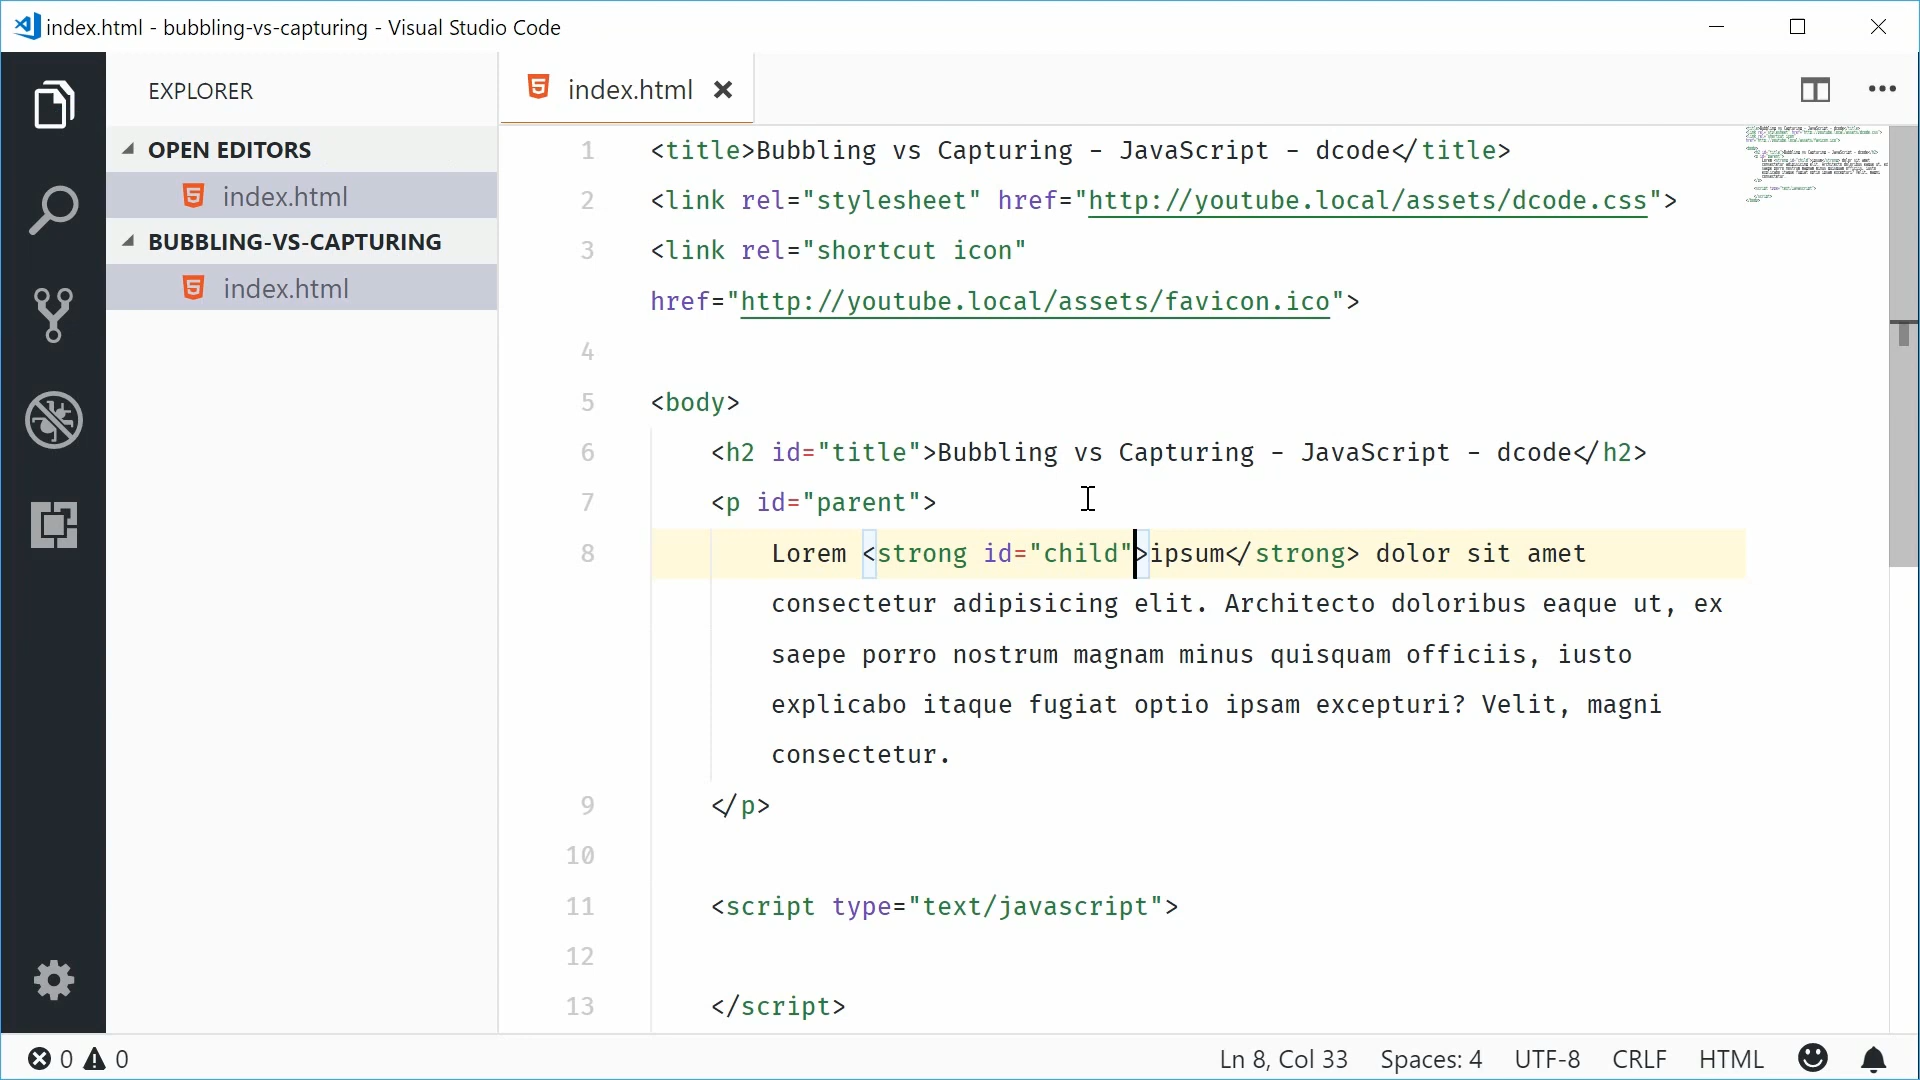 index.html - bubbling-vs-capturing - Visual Studio Code
EXPLORER
OPEN EDITORS
index.html
BUBBLING-VS-CAPTURING
index.html
index.html
1 <title>Bubbling vs Capturing - JavaScript - dcode</title>
2 <link rel="stylesheet" href="http://youtube.local/assets/dcode.css">
3 <link rel="shortcut icon"
href="http://youtube.local/assets/favicon.ico">
4
5 <body>
6 <h2 id="title">Bubbling vs Capturing - JavaScript - dcode</h2>
7 <p id="parent">
8 Lorem <strong id="child">ipsum</strong> dolor sit amet
consectetur adipisicing elit. Architecto doloribus eaque ut, ex
saepe porro nostrum magnam minus quisquam officiis, iusto
explicabo itaque fugiat optio ipsam excepturi? Velit, magni
consectetur.
9 </p>
10
11 <script type="text/javascript">
12
13 </script>
0 0
Ln 8, Col 33 Spaces: 4 UTF-8 CRLF HTML